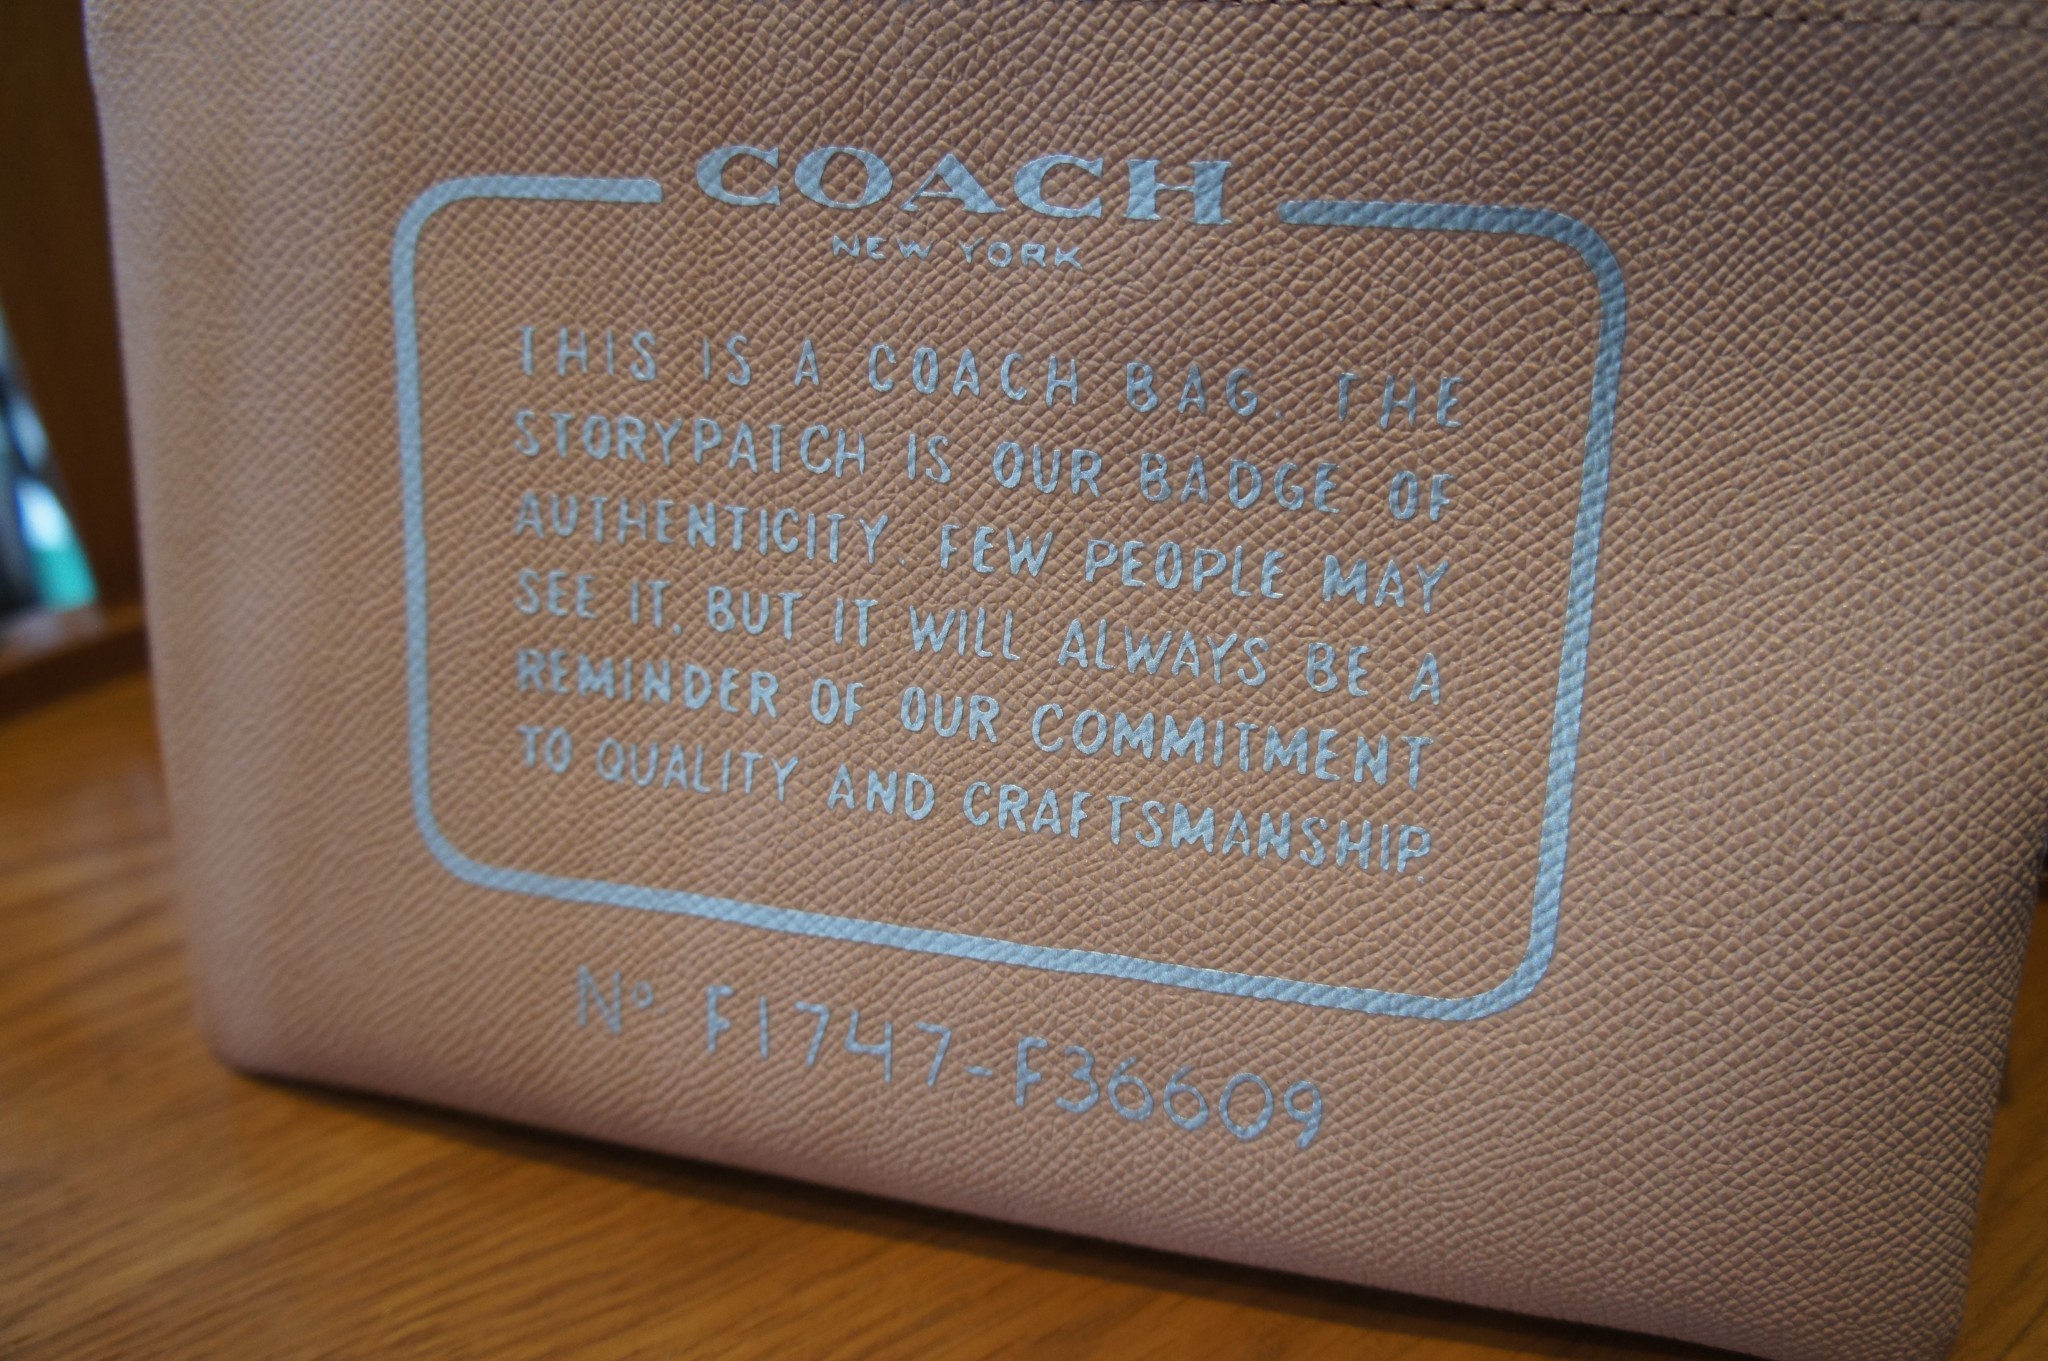 COACH
NEW YORK
THIS IS A COACH BAG. THE
STORYPATCH IS OUR BADGE OF
AUTHENTICITY. FEW PEOPLE MAY
SEE IT, BUT IT WILL ALWAYS BE A
REMINDER OF OUR COMMITMENT
TO QUALITY AND CRAFTSMANSHIP.
Nº. F1747-F36609